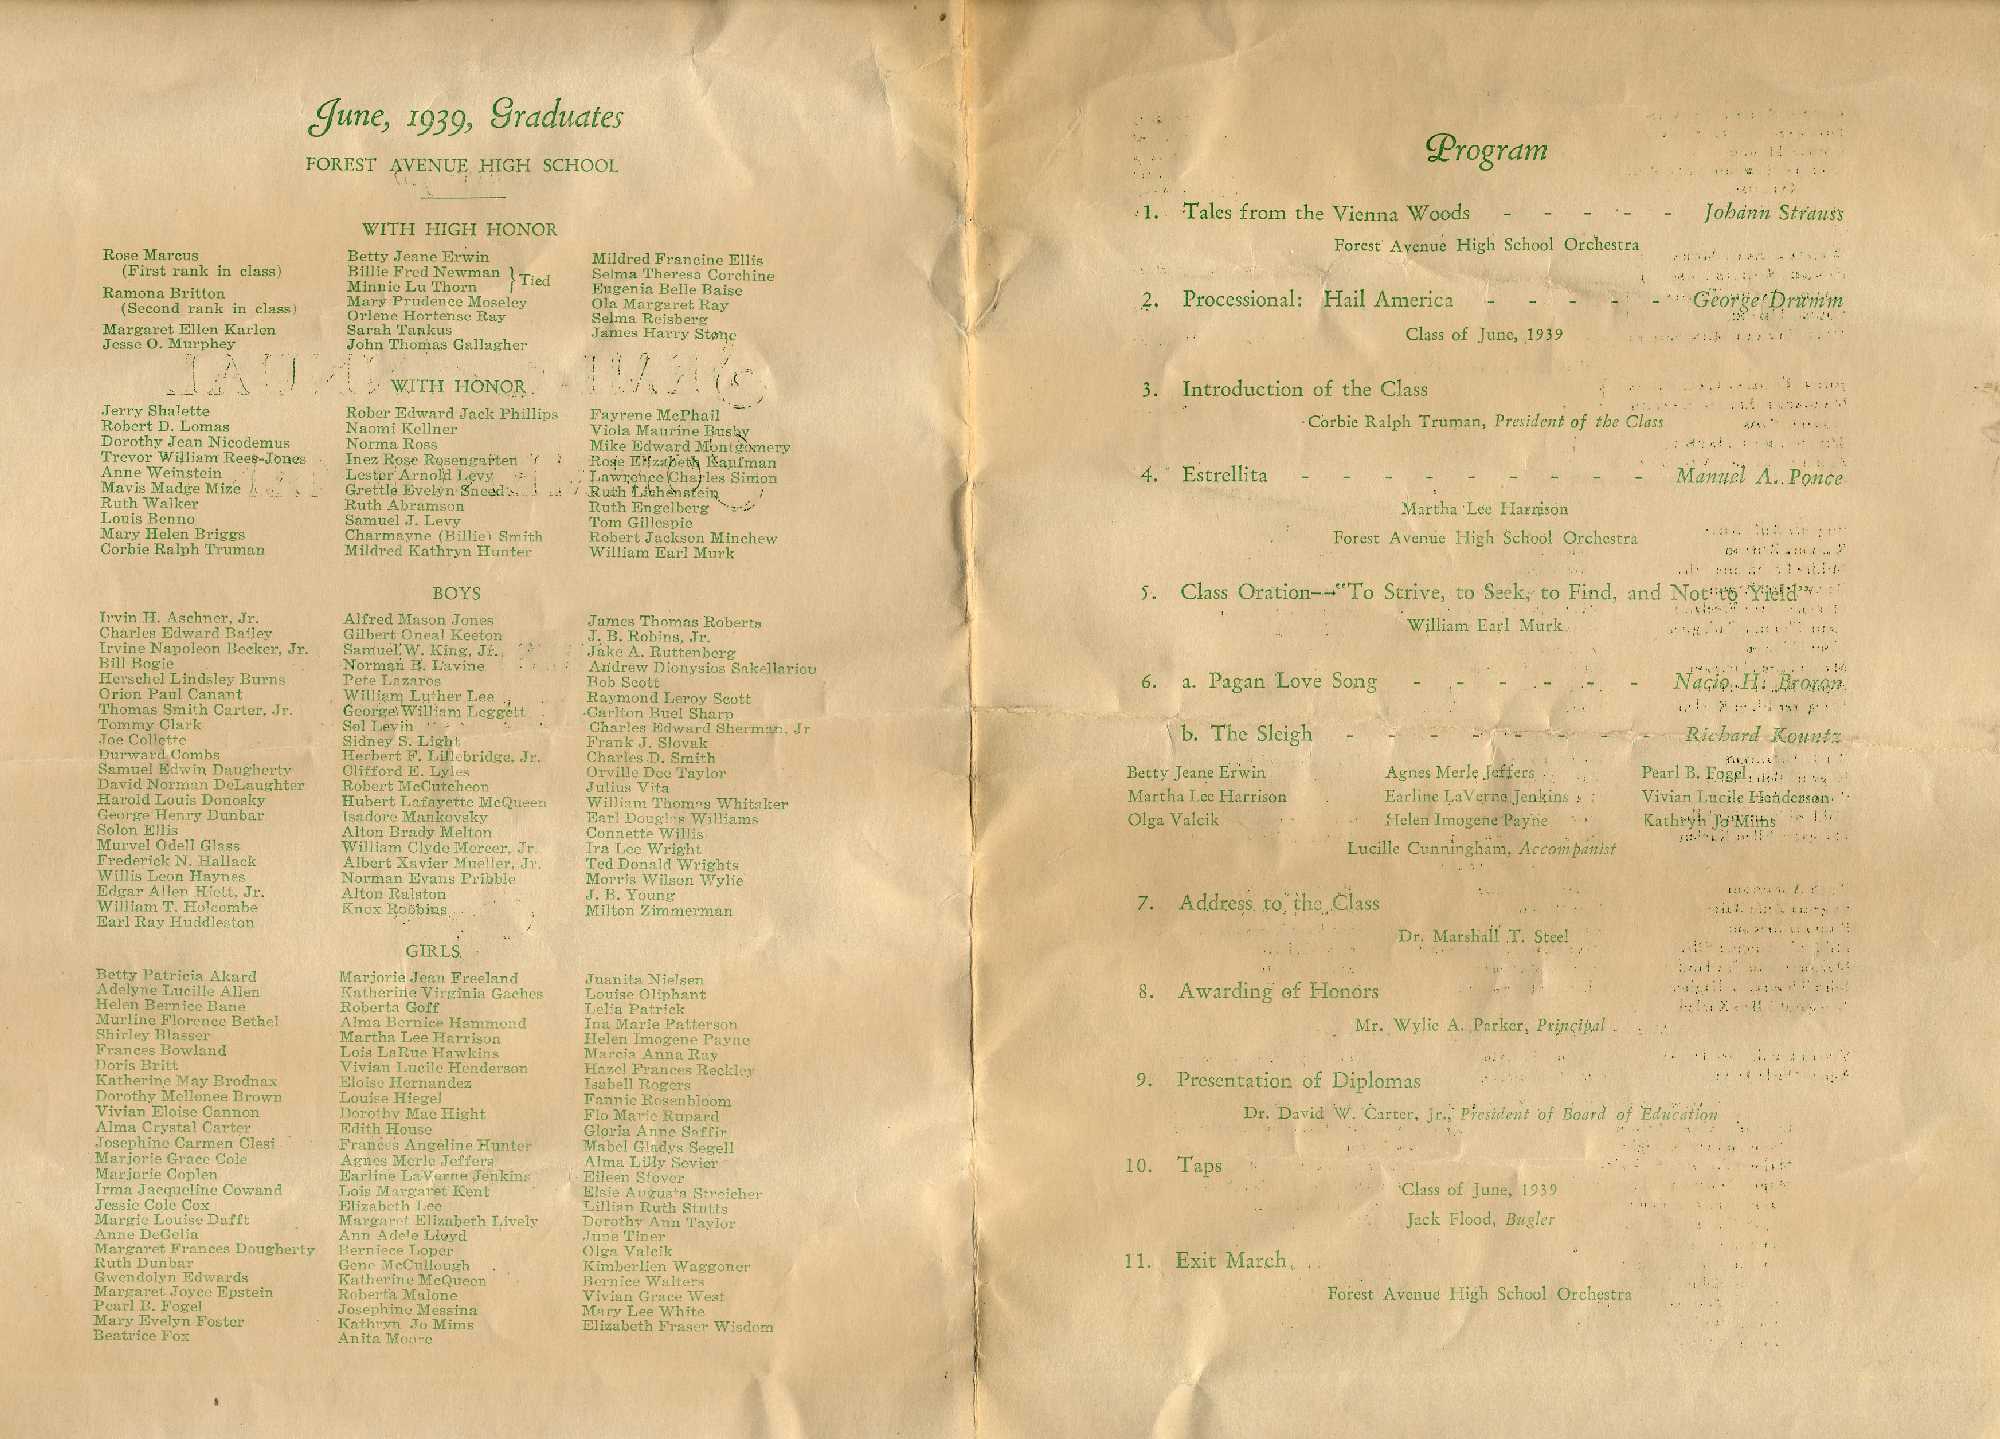 June, 1939, Graduates
FOREST AVENUE HIGH SCHOOL
WITH HIGH HONOR
Rose Marcus
(First rank in class)
Ramona Britton
(Second rank in class)
Margaret Ellen Karlen
Jesse O. Murphey
Betty Jeane Erwin
Billie Fred Newman
Minnie Lu Thorn
} Tied
Mary Prudence Moseley
Orlene Hortense Ray
Sarah Tankus
John Thomas Gallagher
Mildred Francine Ellis
Selma Theresa Corchine
Eugenia Belle Baise
Ola Margaret Ray
Selma Reisberg
James Harry Stone
WITH HONOR
Jerry Shalette
Robert D. Lomas
Dorothy Jean Nicodemus
Trevor William Rees-Jones
Anne Weinstein
Mavis Madge Mize
Ruth Walker
Louis Benno
Mary Helen Briggs
Corbie Ralph Truman
Rober Edward Jack Phillips
Naomi Kellner
Norma Ross
Inez Rose Rosengarten
Lester Arnold Levy
Grettle Evelyn Sneed
Ruth Abramson
Samuel J. Levy
Charmayne (Billie) Smith
Mildred Kathryn Hunter
Fayrene McPhail
Viola Maurine Busby
Mike Edward Montgomery
Rose Elizabeth Kaufman
Lawrence Charles Simon
Ruth Lichenstein
Ruth Engelberg
Tom Gillespie
Robert Jackson Minchew
William Earl Murk
BOYS
Irvin H. Aschner, Jr.
Charles Edward Bailey
Irvine Napoleon Becker, Jr.
Bill Bogie
Herschel Lindsley Burns
Orion Paul Canant
Thomas Smith Carter, Jr.
Tommy Clark
Joe Collette
Durward Combs
Samuel Edwin Daugherty
David Norman DeLaughter
Harold Louis Donosky
George Henry Dunbar
Solon Ellis
Murvel Odell Glass
Frederick N. Hallack
Willis Leon Haynes
Edgar Allen Hiett, Jr.
William T. Holcombe
Earl Ray Huddleston
Alfred Mason Jones
Gilbert Oneal Keeton
Samuel W. King, Jr.
Norman B. Lavine
Pete Lazaros
William Luther Lee
George William Leggett
Sol Levin
Sidney S. Light
Herbert F. Lillebridge, Jr.
Clifford E. Lyles
Robert McCutcheon
Hubert Lafayette McQueen
Isadore Mankovsky
Alton Brady Melton
William Clyde Mercer, Jr.
Albert Xavier Mueller, Jr.
Norman Evans Pribble
Alton Ralston
Knox Robbins
James Thomas Roberts
J. B. Robins, Jr.
Jake A. Ruttenberg
Andrew Dionysios Sakellariou
Bob Scott
Raymond Leroy Scott
Carlton Buel Sharp
Charles Edward Sherman, Jr
Frank J. Slovak
Charles D. Smith
Orville Dee Taylor
Julius Vita
William Thomas Whitaker
Earl Douglas Williams
Connette Willis
Ira Lee Wright
Ted Donald Wrights
Morris Wilson Wylie
J. B. Young
Milton Zimmerman
GIRLS
Betty Patricia Akard
Adelyne Lucille Allen
Helen Bernice Bane
Murline Florence Bethel
Shirley Blasser
Frances Bowland
Doris Britt
Katherine May Brodnax
Dorothy Mellonee Brown
Vivian Eloise Cannon
Alma Crystal Carter
Josephine Carmen Clesi
Marjorie Grace Cole
Marjorie Coplen
Irma Jacqueline Cowand
Jessie Cole Cox
Margie Louise Dafft
Anne DeGelia
Margaret Frances Dougherty
Ruth Dunbar
Gwendolyn Edwards
Margaret Joyce Epstein
Pearl B. Fogel
Mary Evelyn Foster
Beatrice Fox
Marjorie Jean Freeland
Katherine Virginia Gaches
Roberta Goff
Alma Bernice Hammond
Martha Lee Harrison
Lois LaRue Hawkins
Vivian Lucile Henderson
Eloise Hernandez
Louise Hiegel
Dorothy Mae Hight
Edith House
Frances Angeline Hunter
Agnes Merle Jeffers
Earline LaVerne Jenkins
Lois Margaret Kent
Elizabeth Lee
Margaret Elizabeth Lively
Ann Adele Lloyd
Berniece Loper
Gene McCullough
Katherine McQueen
Roberta Malone
Josephine Messina
Kathryn Jo Mims
Anita Moore
Juanita Nielsen
Louise Oliphant
Lelia Patrick
Ina Marie Patterson
Helen Imogene Payne
Marcia Anna Ray
Hazel Frances Reckley
Isabell Rogers
Fannie Rosenbloom
Flo Marie Rupard
Gloria Anne Saffir
Mabel Gladys Segell
Alma Lilly Sevier
Eileen Stover
Elsie Augusta Streicher
Lillian Ruth Stutts
Dorothy Ann Taylor
June Tiner
Olga Valcik
Kimberlien Waggoner
Bernice Walters
Vivian Grace West
Mary Lee White
Elizabeth Fraser Wisdom
Program
1. Tales from the Vienna Woods - - - - - Johann Strauss
Forest Avenue High School Orchestra
2. Processional: Hail America - - - - - George Drumm
Class of June, 1939
3. Introduction of the Class
Corbie Ralph Truman, President of the Class
4. Estrellita - - - - - - - - - Manuel A. Ponce
Martha Lee Harrison
Forest Avenue High School Orchestra
5. Class Oration—"To Strive, to Seek, to Find, and Not to Yield"
William Earl Murk
6. a. Pagan Love Song - - - - - - Nacio H. Brown
b. The Sleigh - - - - - - - - Richard Kountz
Betty Jeane Erwin Agnes Merle Jeffers Pearl B. Fogel
Martha Lee Harrison Earline LaVerne Jenkins Vivian Lucile Henderson
Olga Valcik Helen Imogene Payne Kathryn Jo Mims
Lucille Cunningham, Accompanist
7. Address to the Class
Dr. Marshall T. Steel
8. Awarding of Honors
Mr. Wylie A. Parker, Principal
9. Presentation of Diplomas
Dr. David W. Carter, Jr., President of Board of Education
10. Taps
Class of June, 1939
Jack Flood, Bugler
11. Exit March
Forest Avenue High School Orchestra